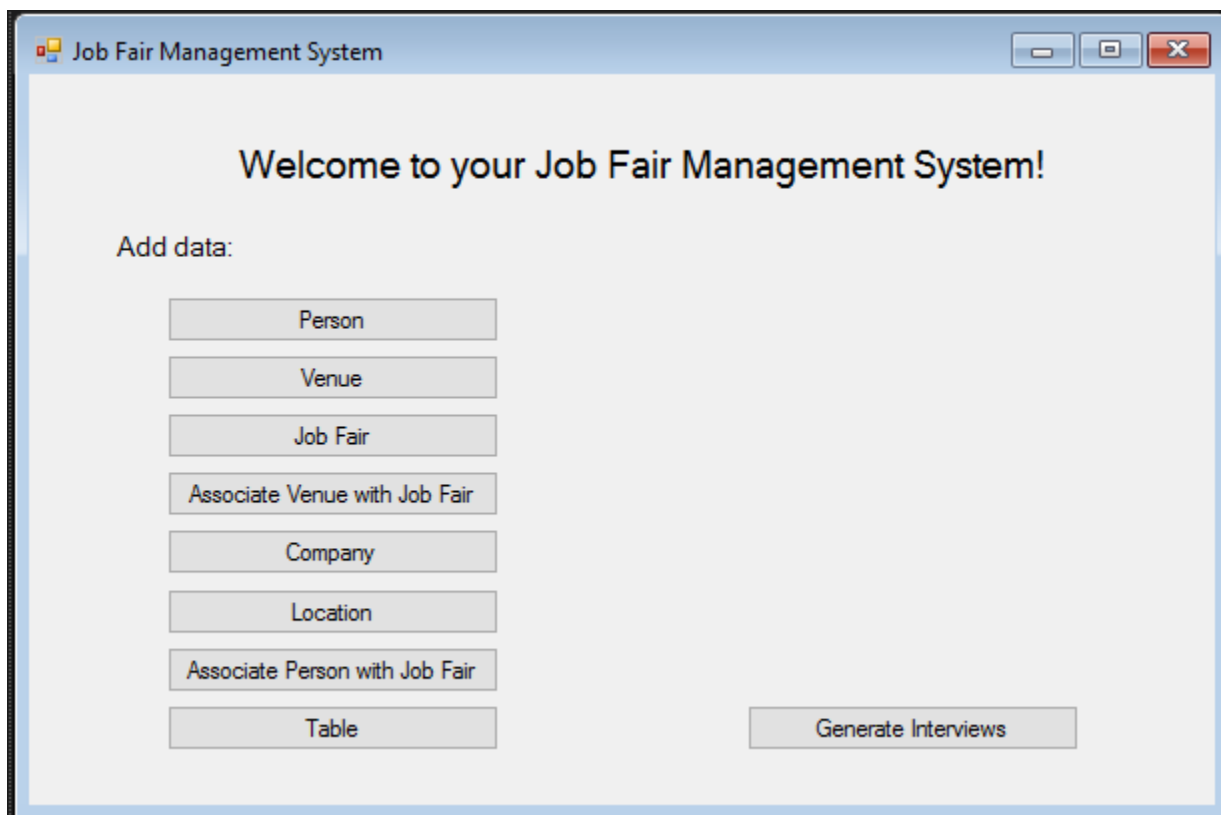 Job Fair Management System
Welcome to your Job Fair Management System!
Add data:
Person
Venue
Job Fair
Associate Venue with Job Fair
Company
Location
Associate Person with Job Fair
Table
Generate Interviews